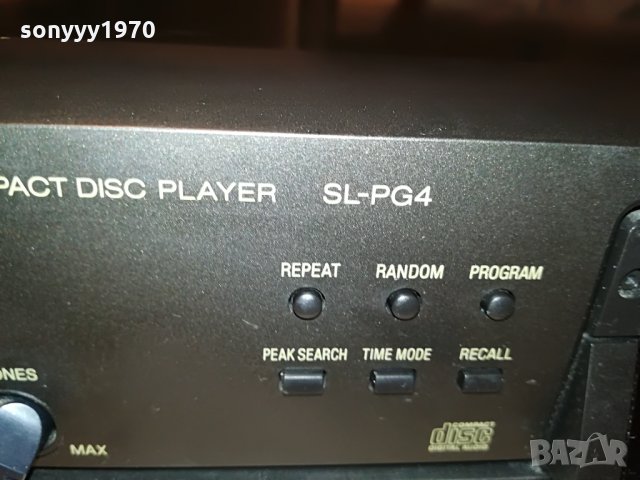 sonyyy1970
PACT DISC PLAYER SL-PG4
REPEAT RANDOM PROGRAM
PEAK SEARCH TIME MODE RECALL
ONES
MAX
COMPACT
disc
DIGITAL AUDIO
BAZAR